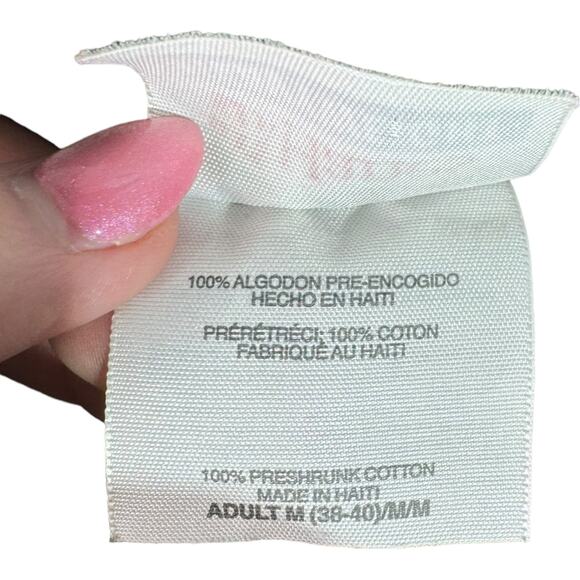 100% ALGODON PRE-ENCOGIDO
HECHO EN HAITI
PRÉRÉTRÉCI; 100% COTON
FABRIQUÉ AU HAITI
100% PRESHRUNK COTTON
MADE IN HAITI
ADULT M (38-40)/M/M